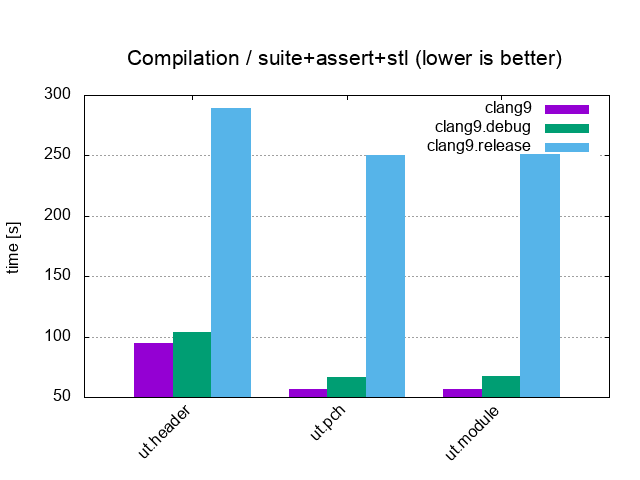 Compilation / suite+assert+stl (lower is better)
clang9
clang9.debug
clang9.release
time [s]
300
250
200
150
100
50
ut.header
ut.pch
ut.module